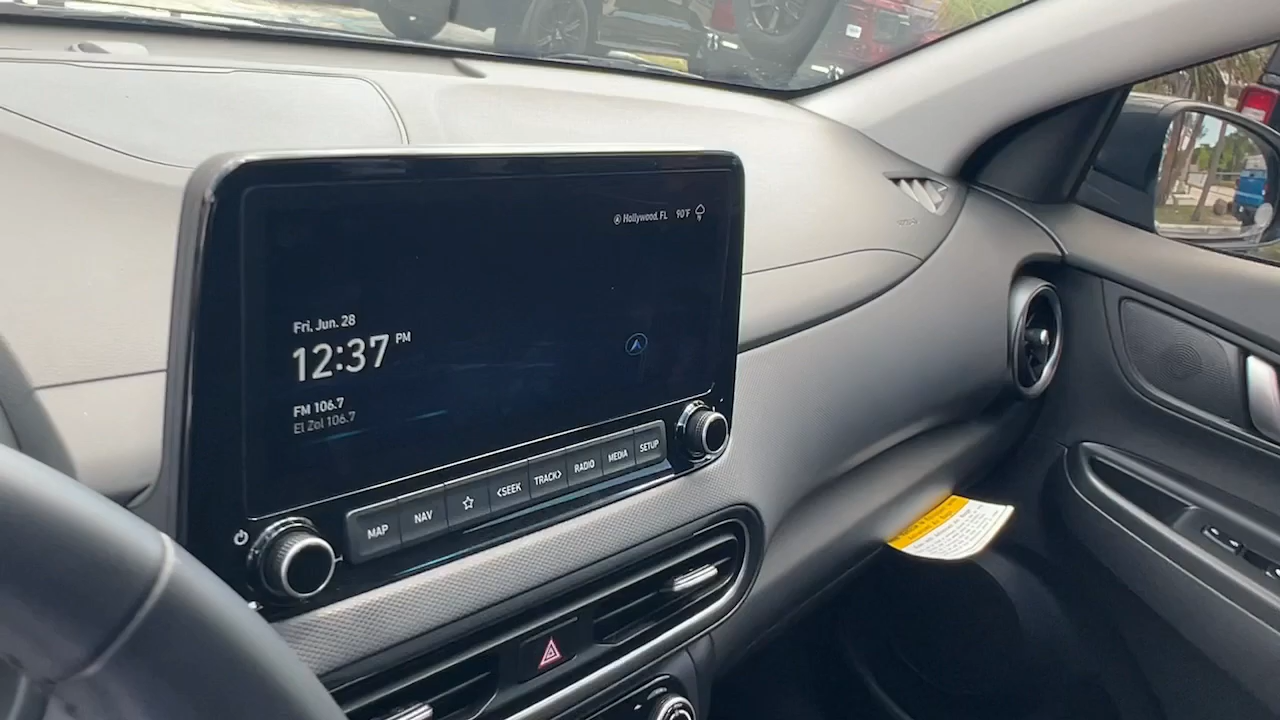 Hollywood, FL 90°F
Fri, Jun. 28
12:37 PM
FM 106.7
El Zol 106.7
MAP
NAV
<SEEK
TRACK>
RADIO
MEDIA
SETUP